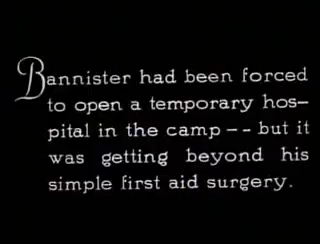 Bannister had been forced
to open a temporary hos-
pital in the camp -- but it
was getting beyond his
simple first aid surgery.